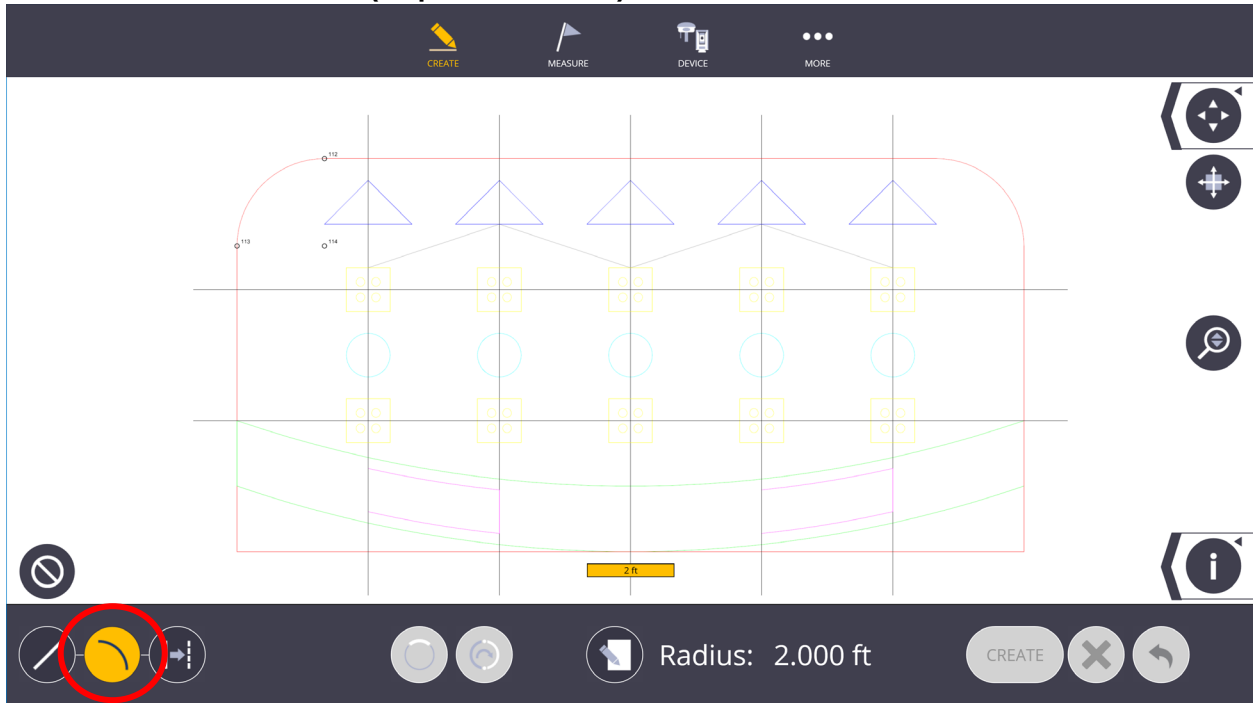 CREATE
MEASURE
DEVICE
MORE
112
113
114
2 ft
i
Radius: 2.000 ft
CREATE